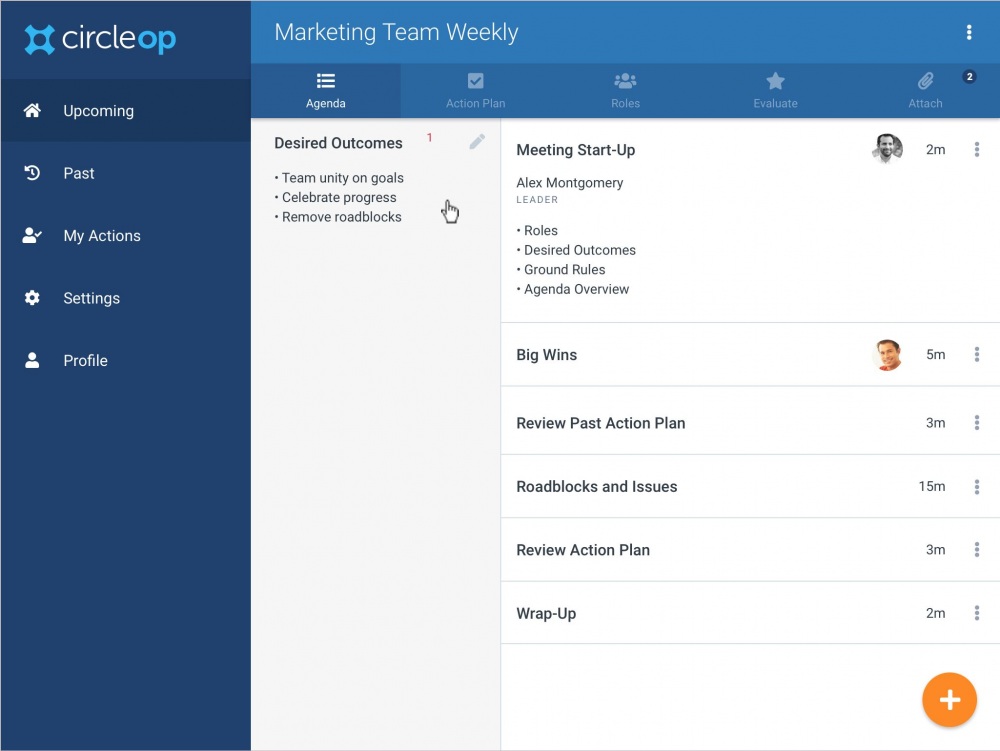 circleop
Upcoming
Past
My Actions
Settings
Profile
Marketing Team Weekly
Agenda
Action Plan
Roles
Evaluate
Attach
2
Desired Outcomes 1
• Team unity on goals
• Celebrate progress
• Remove roadblocks
Meeting Start-Up 2m
Alex Montgomery
LEADER
• Roles
• Desired Outcomes
• Ground Rules
• Agenda Overview
Big Wins 5m
Review Past Action Plan 3m
Roadblocks and Issues 15m
Review Action Plan 3m
Wrap-Up 2m